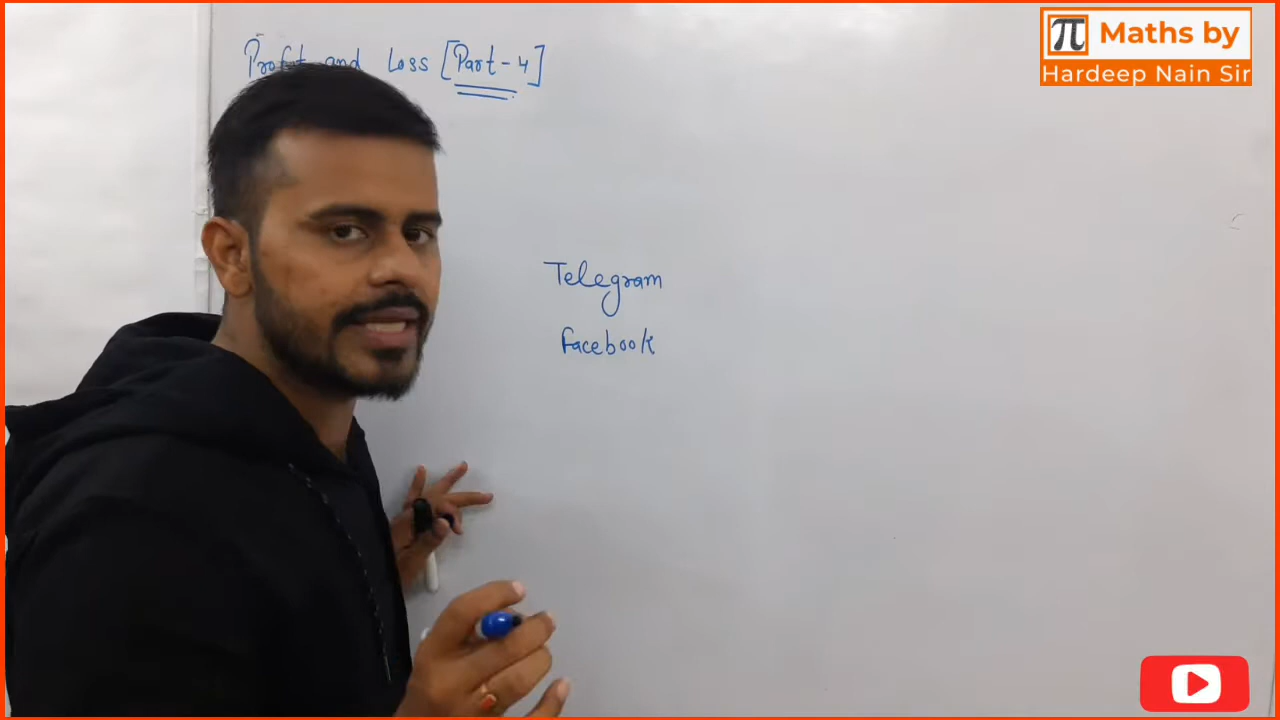 Profit and Loss [Part-4]
π Maths by
Hardeep Nain Sir
Telegram
Facebook